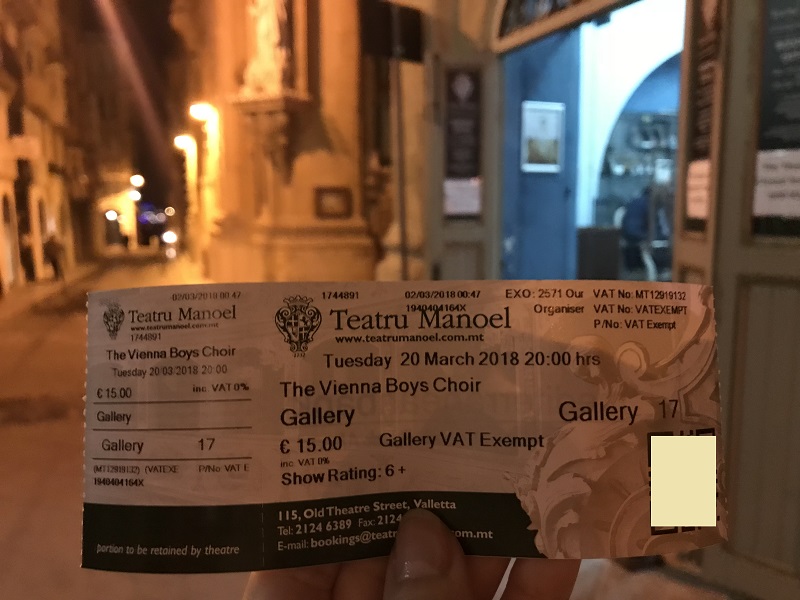 02/03/2018 00:47
Teatru Manoel
www.teatrumanoel.com.mt
1744891
The Vienna Boys Choir
Tuesday 20/03/2018 20:00
€ 15.00 inc. VAT 0%
Gallery
Gallery 17
(MT12919132) (VATEXE P/No VAT E
1940404164X
portion to be retained by theatre
1744891 02/03/2018 00:47 EXO: 2571 Our VAT No: MT12919132
1940404164X Organiser VAT No: VATEXEMPT
P/No: VAT Exempt
Teatru Manoel
1732
www.teatrumanoel.com.mt
Tuesday 20 March 2018 20:00 hrs
The Vienna Boys Choir
Gallery Gallery 17
€ 15.00 Gallery VAT Exempt
inc. VAT 0%
Show Rating: 6 +
115, Old Theatre Street, Valletta
Tel: 2124 6389 Fax: 2124
E-mail: bookings@teat com.mt